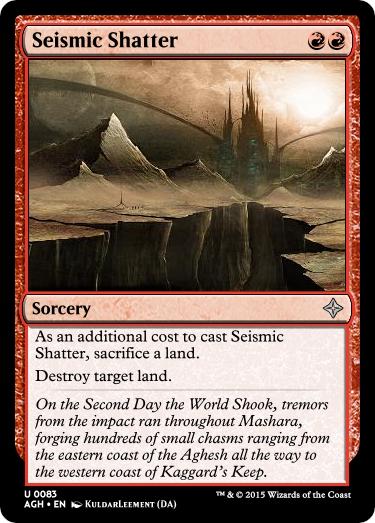 Seismic Shatter
Sorcery
As an additional cost to cast Seismic
Shatter, sacrifice a land.
Destroy target land.
On the Second Day the World Shook, tremors
from the impact ran throughout Mashara,
forging hundreds of small chasms ranging from
the eastern coast of the Aghesh all the way to
the western coast of Kaggard's Keep.
U 0083
AGH • EN KULDARLEEMENT (DA)
™ & © 2015 Wizards of the Coast